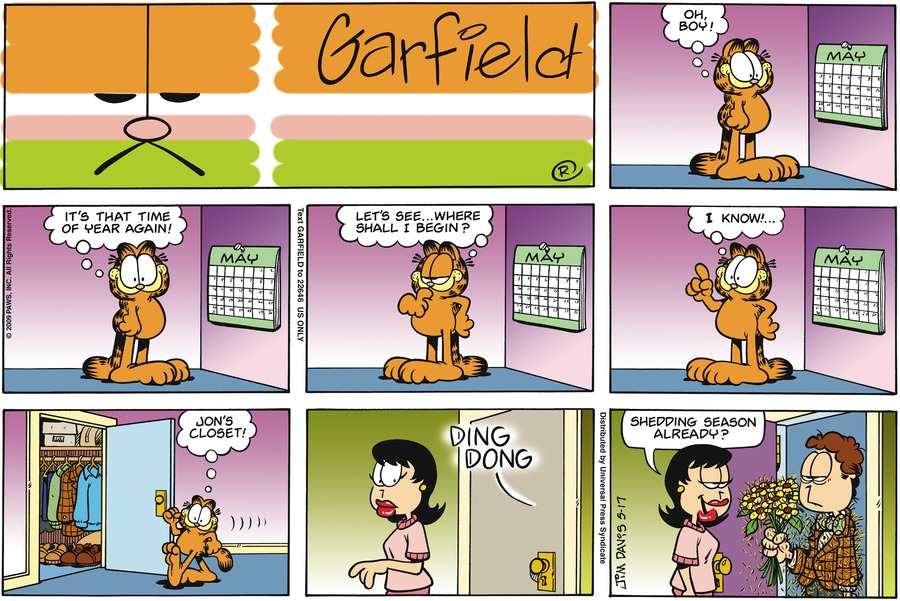 Garfield
®
OH,
BOY!
MAY
© 2009 PAWS, INC. All Rights Reserved.
IT'S THAT TIME
OF YEAR AGAIN!
MAY
Text GARFIELD to 22646 US ONLY
LET'S SEE...WHERE
SHALL I BEGIN?
MAY
I KNOW!...
MAY
JON'S
CLOSET!
DING
DONG
Distributed by Universal Press Syndicate
SHEDDING SEASON
ALREADY?
JIM DAVIS 5-17